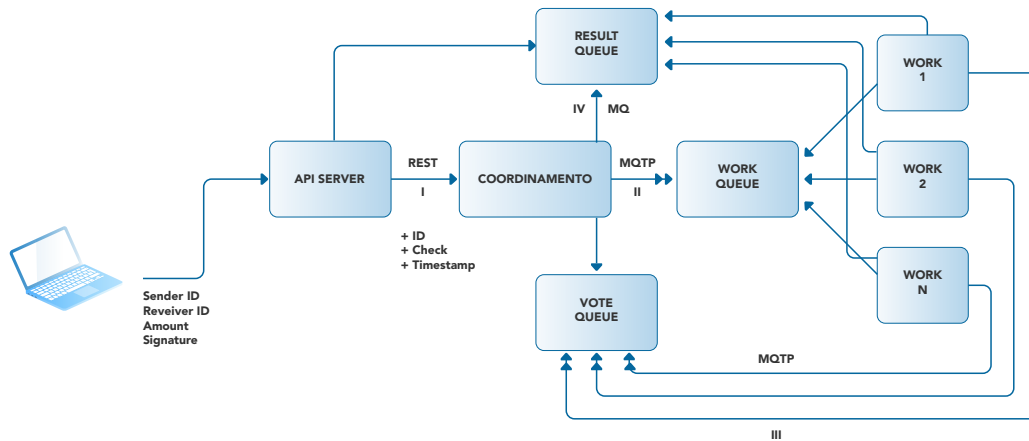 RESULT
QUEUE
WORK
1
IV
MQ
API SERVER
REST
I
COORDINAMENTO
MQTP
II
WORK
QUEUE
WORK
2
+ ID
+ Check
+ Timestamp
WORK
N
Sender ID
Reveiver ID
Amount
Signature
VOTE
QUEUE
MQTP
III